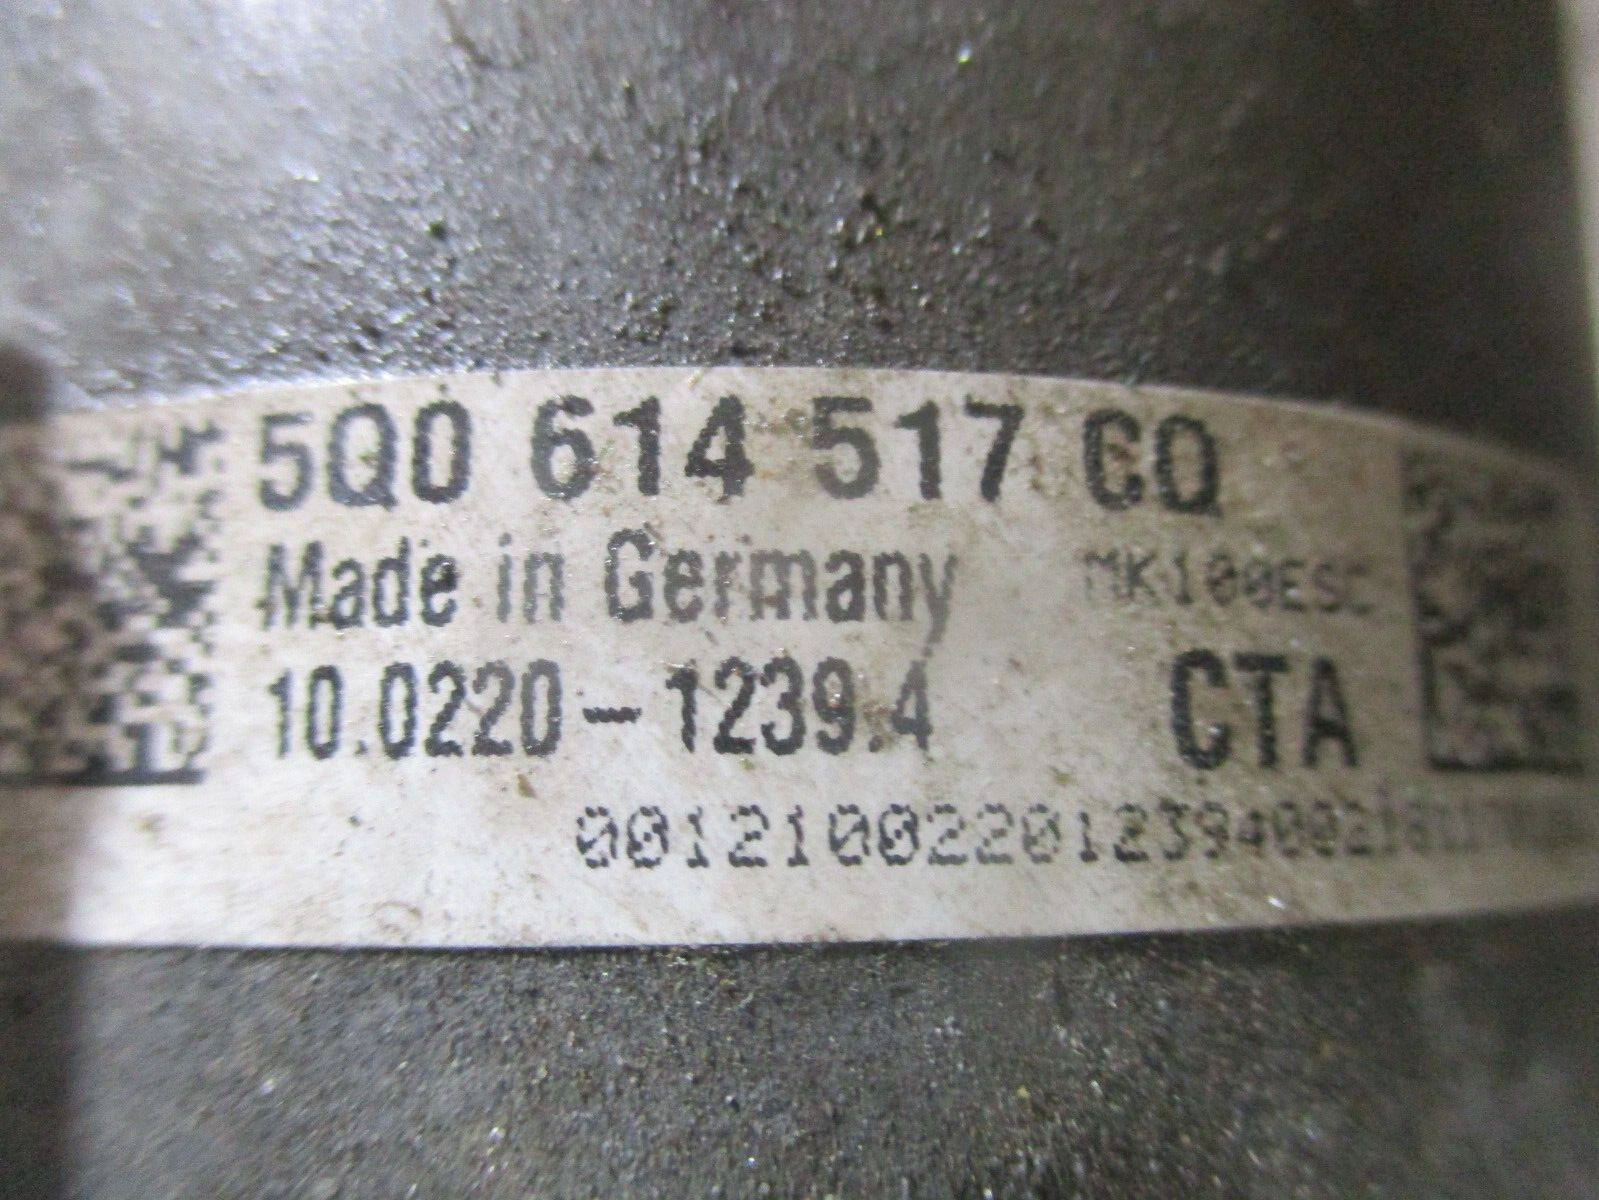 5Q0 614 517 CQ
Made in Germany MK100ESC
10.0220-1239.4 CTA